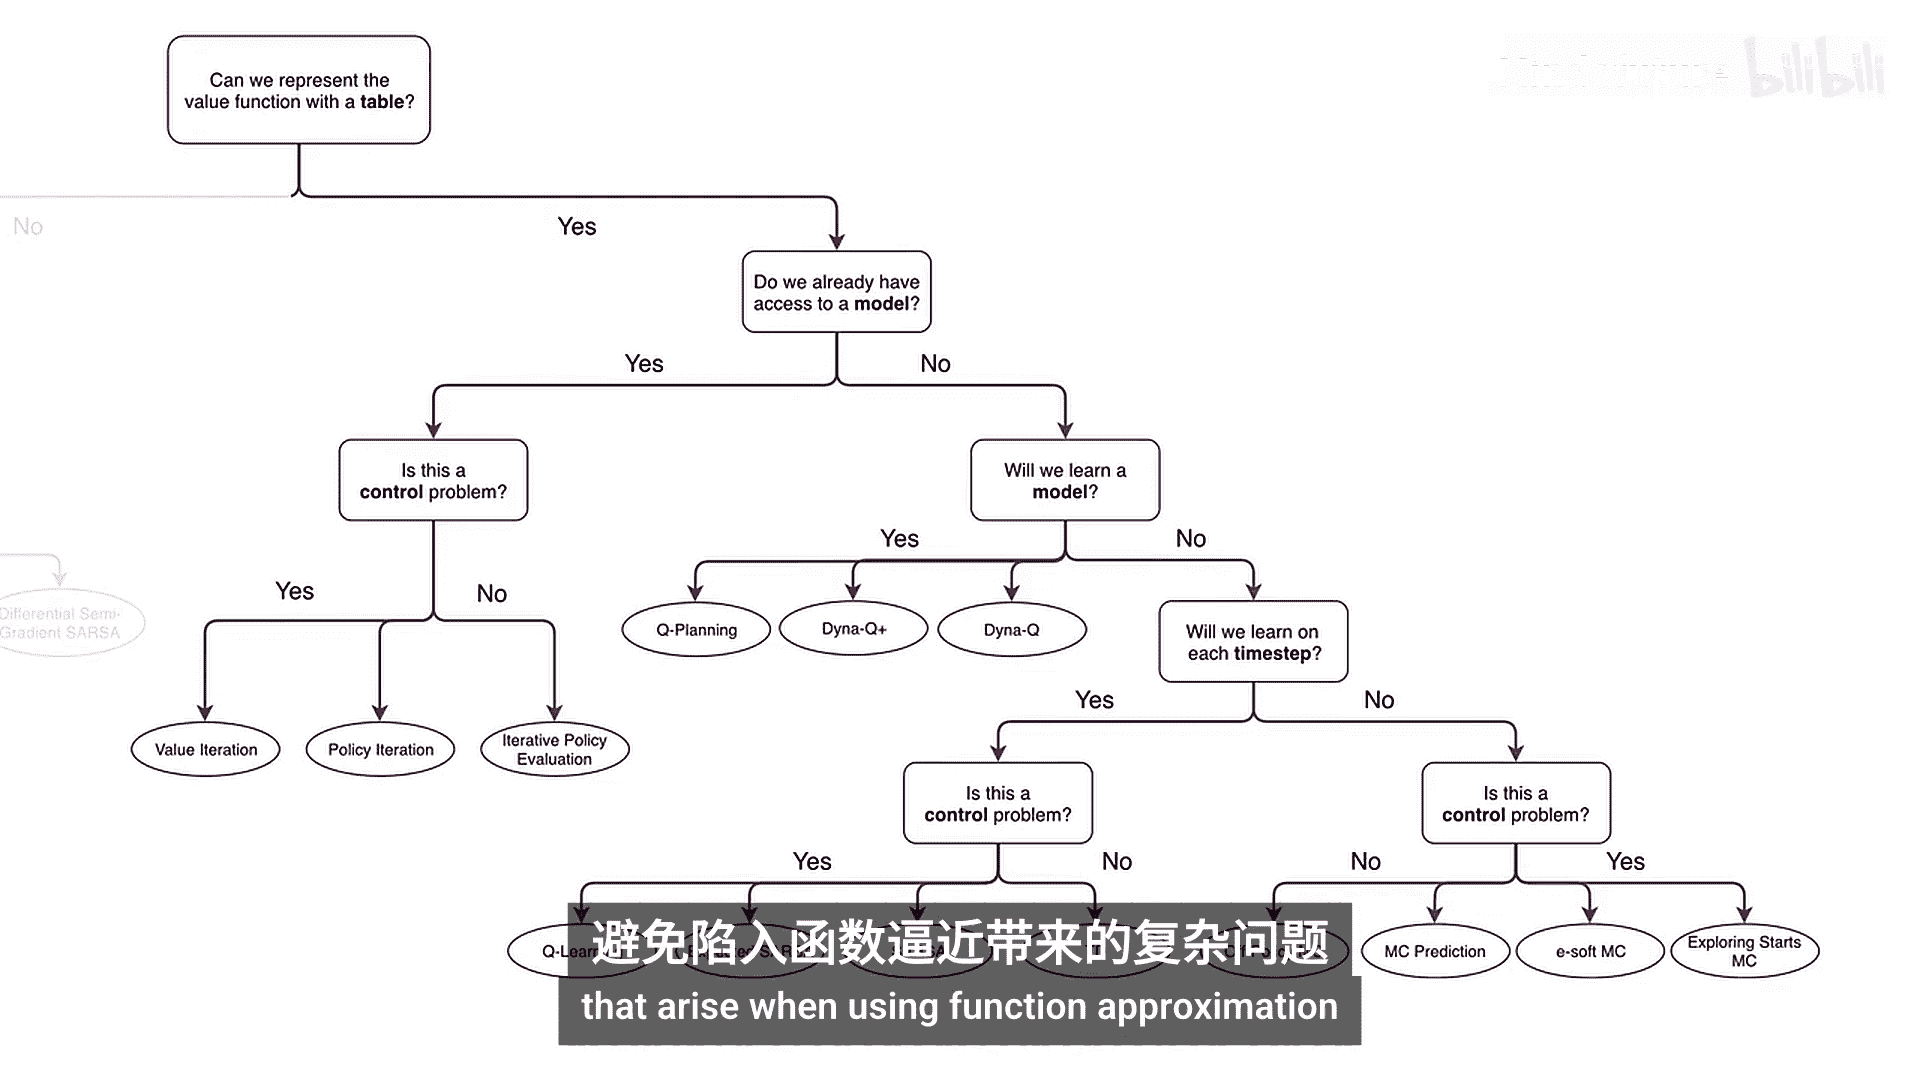 Can we represent the
value function with a table?
bilibili
No
Yes
Do we already have
access to a model?
Yes
No
Is this a
control problem?
Will we learn a
model?
Yes
No
Yes
No
Differential Semi-
Gradient SARSA
Q-Planning
Dyna-Q+
Dyna-Q
Will we learn on
each timestep?
Yes
No
Value Iteration
Policy Iteration
Iterative Policy
Evaluation
Is this a
control problem?
Is this a
control problem?
Yes
No
No
Yes
MC Prediction
e-soft MC
Exploring Starts
MC
避免陷入函数逼近带来的复杂问题
that arise when using function approximation